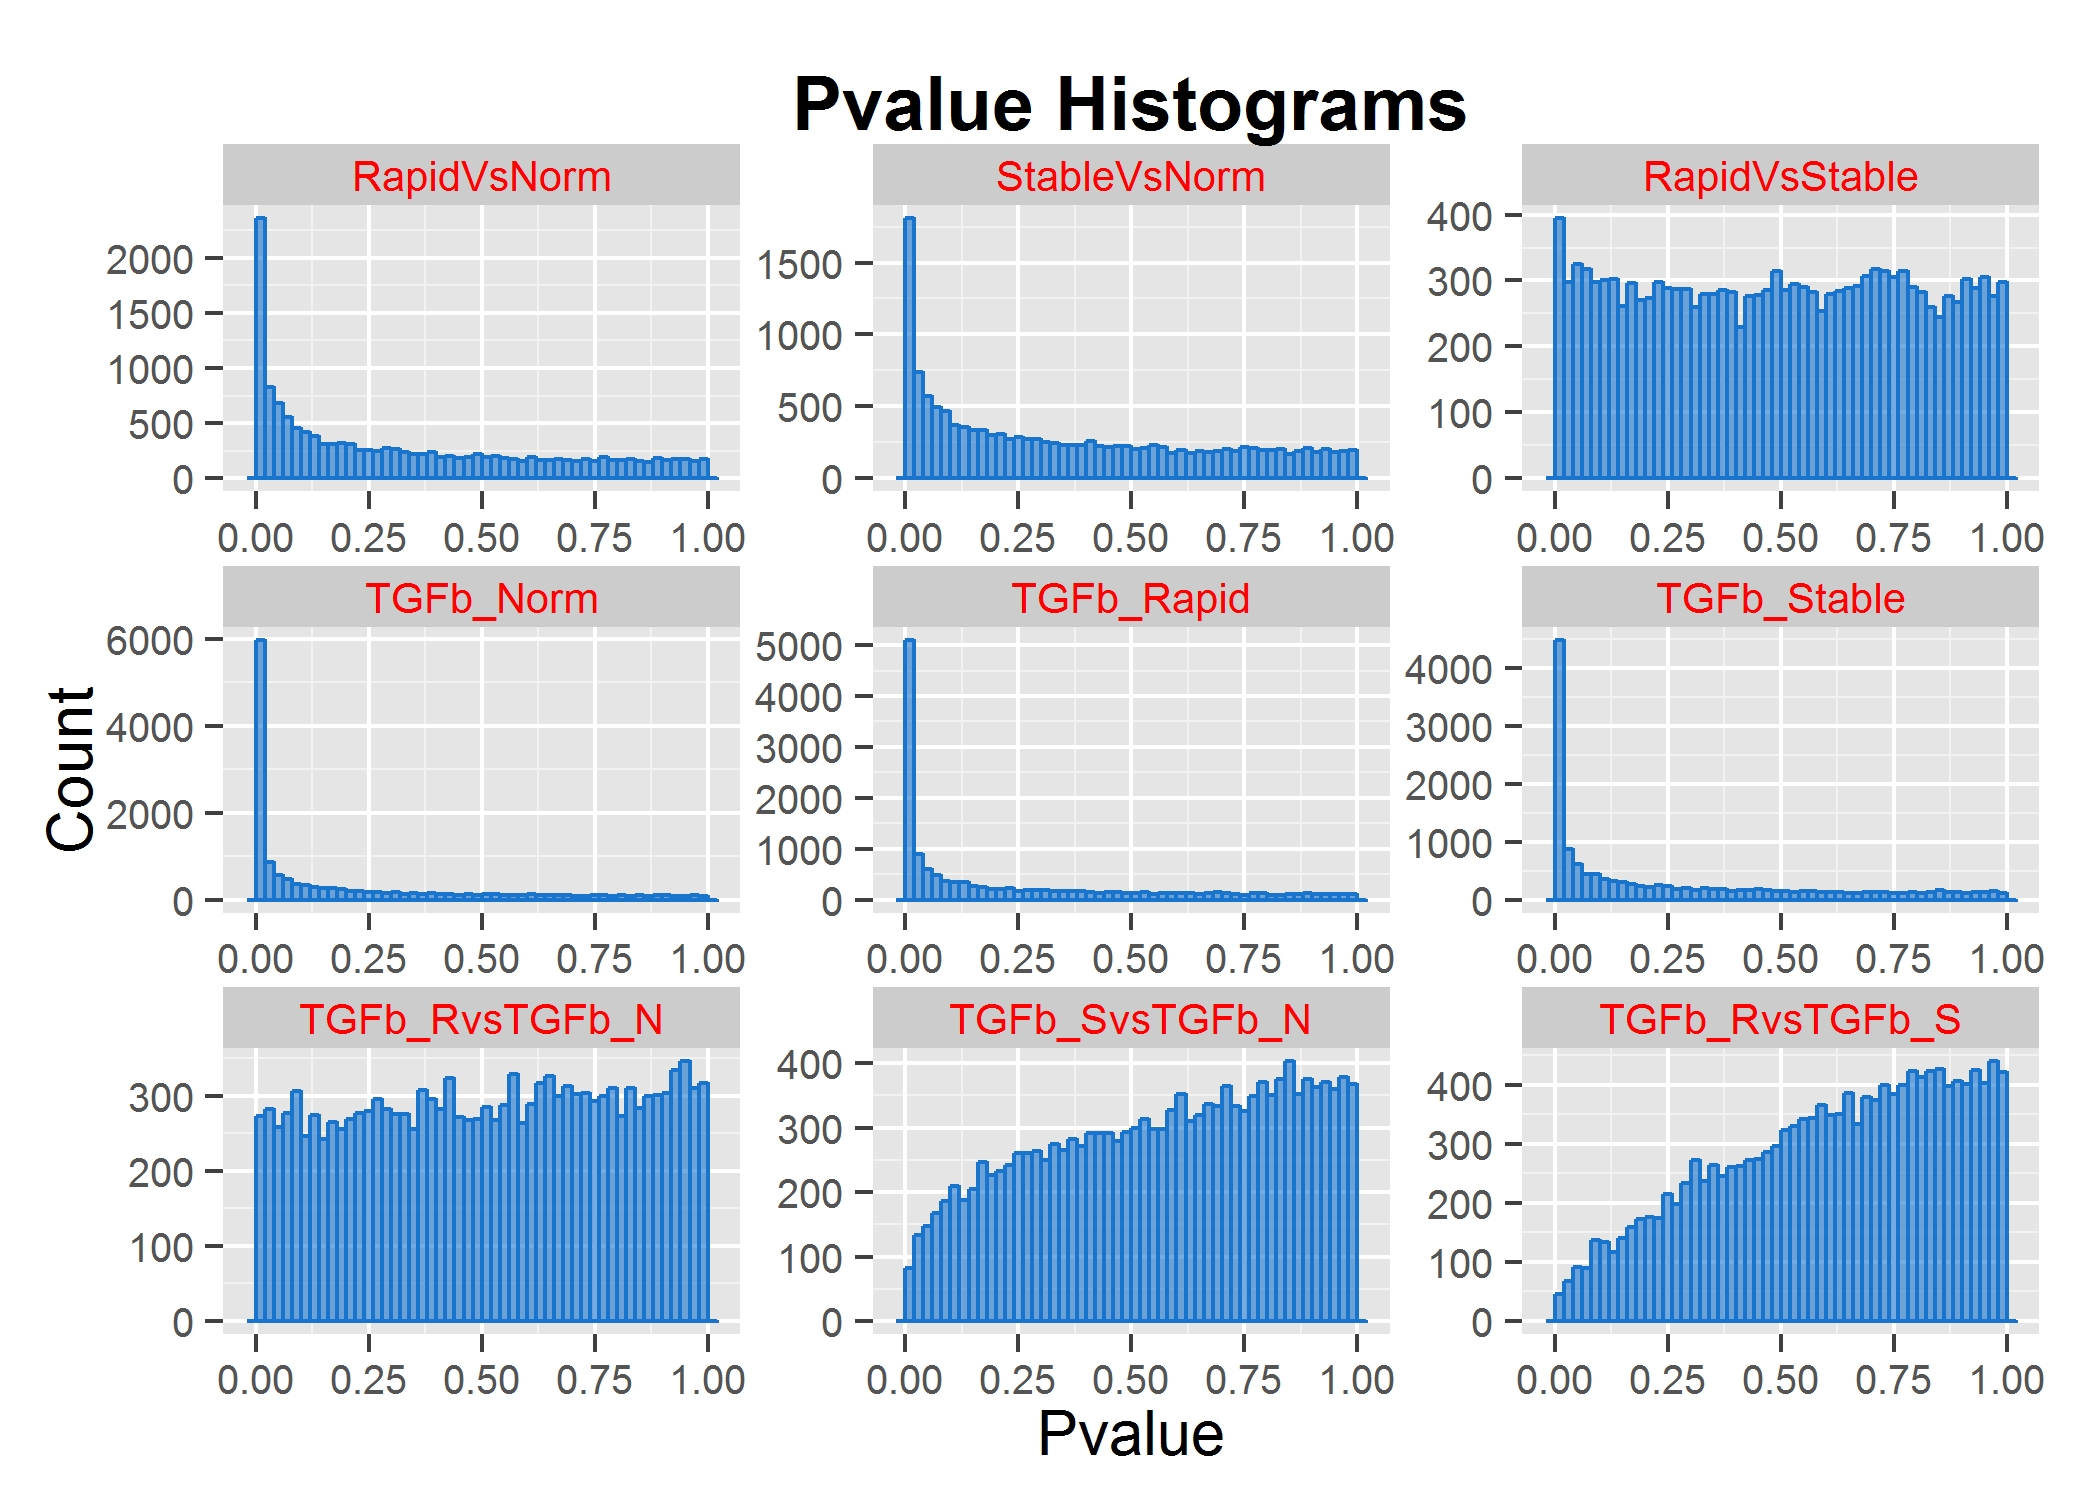 Pvalue Histograms
RapidVsNorm
StableVsNorm
RapidVsStable
2000
1500
1000
500
0
1500
1000
500
0
400
300
200
100
0
0.00 0.25 0.50 0.75 1.00
0.00 0.25 0.50 0.75 1.00
0.00 0.25 0.50 0.75 1.00
TGFb_Norm
TGFb_Rapid
TGFb_Stable
Count
6000
4000
2000
0
5000
4000
3000
2000
1000
0
4000
3000
2000
1000
0
0.00 0.25 0.50 0.75 1.00
0.00 0.25 0.50 0.75 1.00
0.00 0.25 0.50 0.75 1.00
TGFb_RvsTGFb_N
TGFb_SvsTGFb_N
TGFb_RvsTGFb_S
300
200
100
0
400
300
200
100
0
400
300
200
100
0
0.00 0.25 0.50 0.75 1.00
0.00 0.25 0.50 0.75 1.00
0.00 0.25 0.50 0.75 1.00
Pvalue